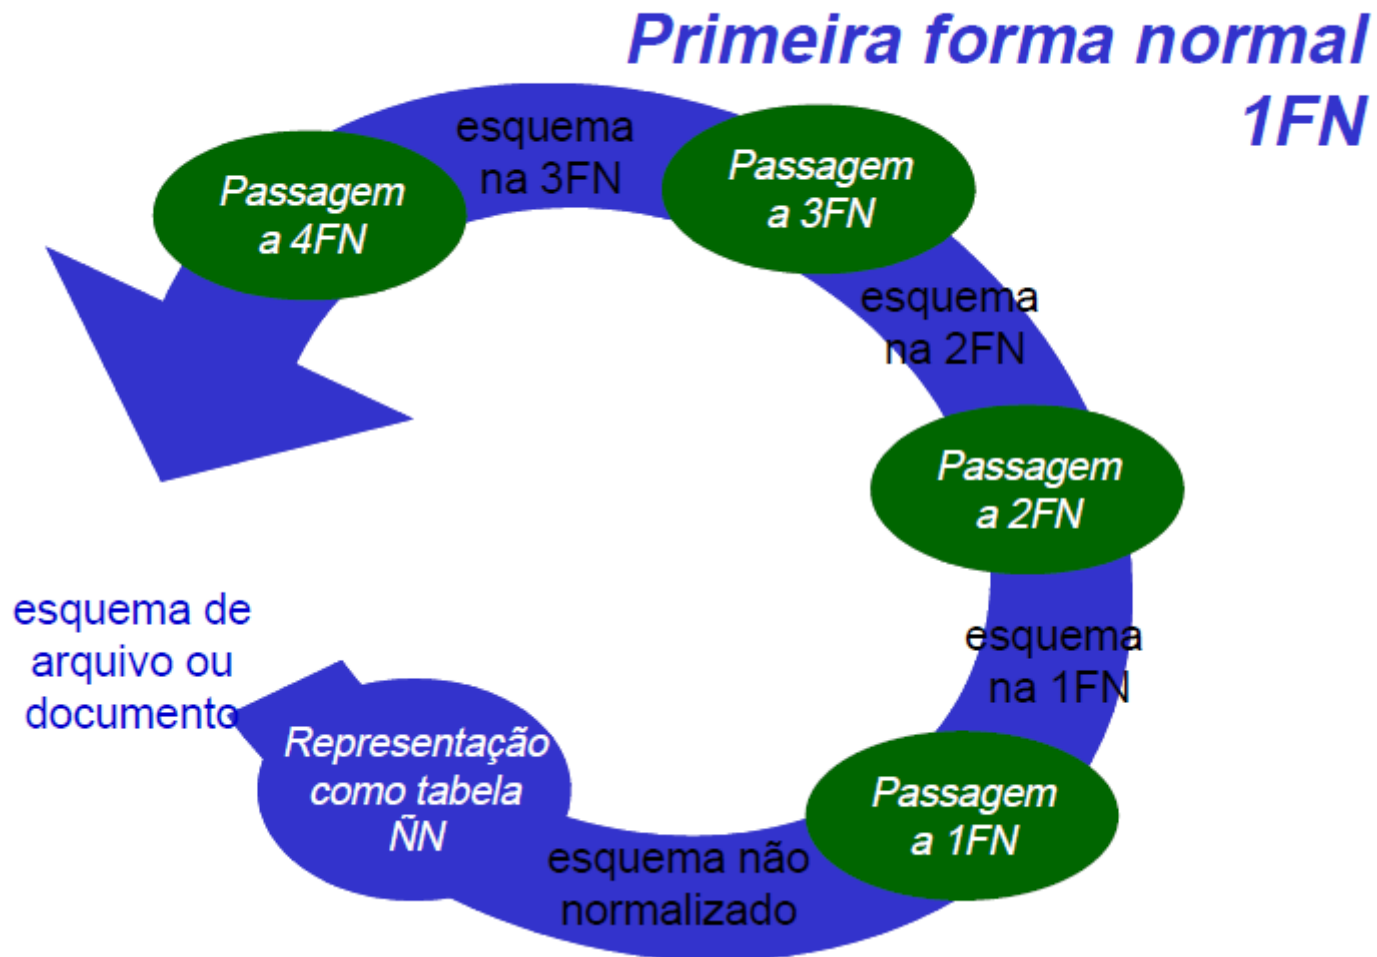 Primeira forma normal
1FN
esquema
na 3FN
Passagem
a 4FN
Passagem
a 3FN
esquema
na 2FN
Passagem
a 2FN
esquema de
arquivo ou
documento
esquema
na 1FN
Representação
como tabela
ÑN
Passagem
a 1FN
esquema não
normalizado